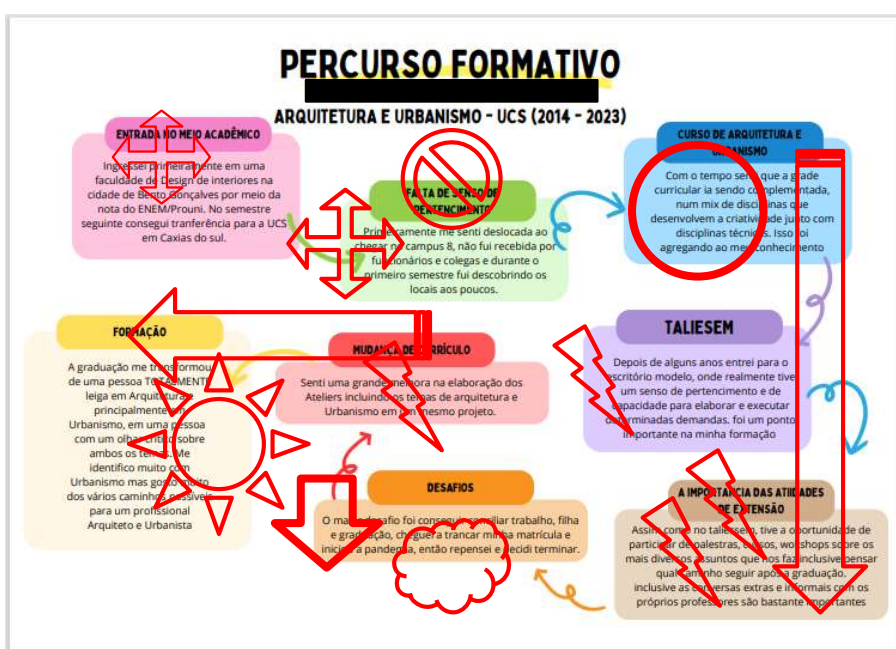 PERCURSO FORMATIVO
ARQUITETURA E URBANISMO - UCS (2014 - 2023)
ENTRADA NO MEIO ACADÊMICO
Ingressei primeiramente em uma
faculdade de Design de interiores na
cidade de Bento Gonçalves por meio da
nota do ENEM/Prouni. No semestre
seguinte consegui tranferência para a UCS
em Caxias do sul.
FALTA DE SENSO DE
PERTENCIMENTO
Primeiramente me senti deslocada ao
chegar no campus 8, não fui recebida por
funcionários e colegas e durante o
primeiro semestre fui descobrindo os
locais aos poucos.
CURSO DE ARQUITETURA E
URBANISMO
Com o tempo senti que a grade
curricular ia sendo complementada,
num mix de disciplinas que
desenvolvem a criatividade junto com
disciplinas técnicas. Isso foi
agregando ao meu conhecimento
TALIESEM
Depois de alguns anos entrei para o
escritório modelo, onde realmente tive
um senso de pertencimento e de
capacidade para elaborar e executar
determinadas demandas. foi um ponto
importante na minha formação
A IMPORTÂNCIA DAS ATIIDADES
DE EXTENSÃO
Assim como no taliessem, tive a oportunidade de
participar de palestras, cursos, workshops sobre os
mais diversos assuntos que nos faz inclusive pensar
qual caminho seguir após a graduação.
inclusive as conversas extras e informais com os
próprios professores são bastante importantes
DESAFIOS
O maior desafio foi conseguir conciliar trabalho, filha
e graduação, cheguei a trancar minha matrícula e
iniciou a pandemia, então repensei e decidi terminar.
MUDANÇA DE CURRÍCULO
Senti uma grande melhora na elaboração dos
Ateliers incluindo os temas de arquitetura e
Urbanismo em um mesmo projeto.
FORMAÇÃO
A graduação me transformou
de uma pessoa TOTALMENTE
leiga em Arquitetura e
principalmente em
Urbanismo, em uma pessoa
com um olhar crítico sobre
ambos os temas. Me
identifico muito com
Urbanismo mas gosto muito
dos vários caminhos possíveis
para um profissional
Arquiteto e Urbanista